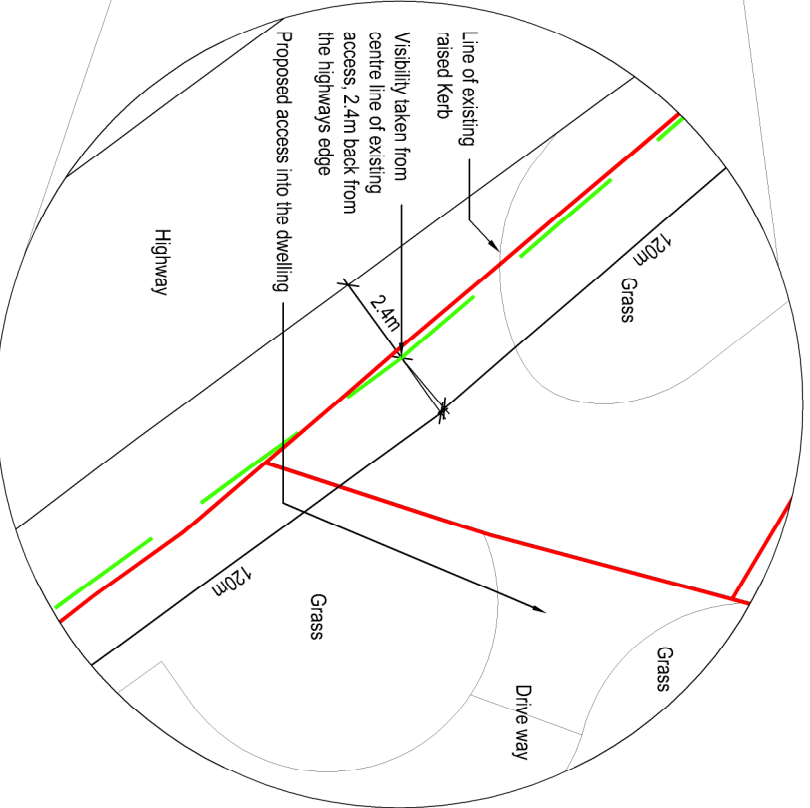 Line of existing
raised Kerb
Visibility taken from
centre line of existing
access, 2.4m back from
the highways edge
Proposed access into the dwelling
Highway
2.4m
120m
Grass
120m
Grass
Grass
Drive way